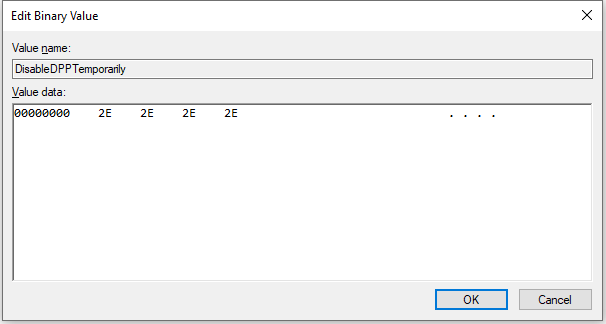 Edit Binary Value
Value name:
DisableDPPTemporarily
Value data:
00000000 2E 2E 2E 2E . . . .
OK Cancel